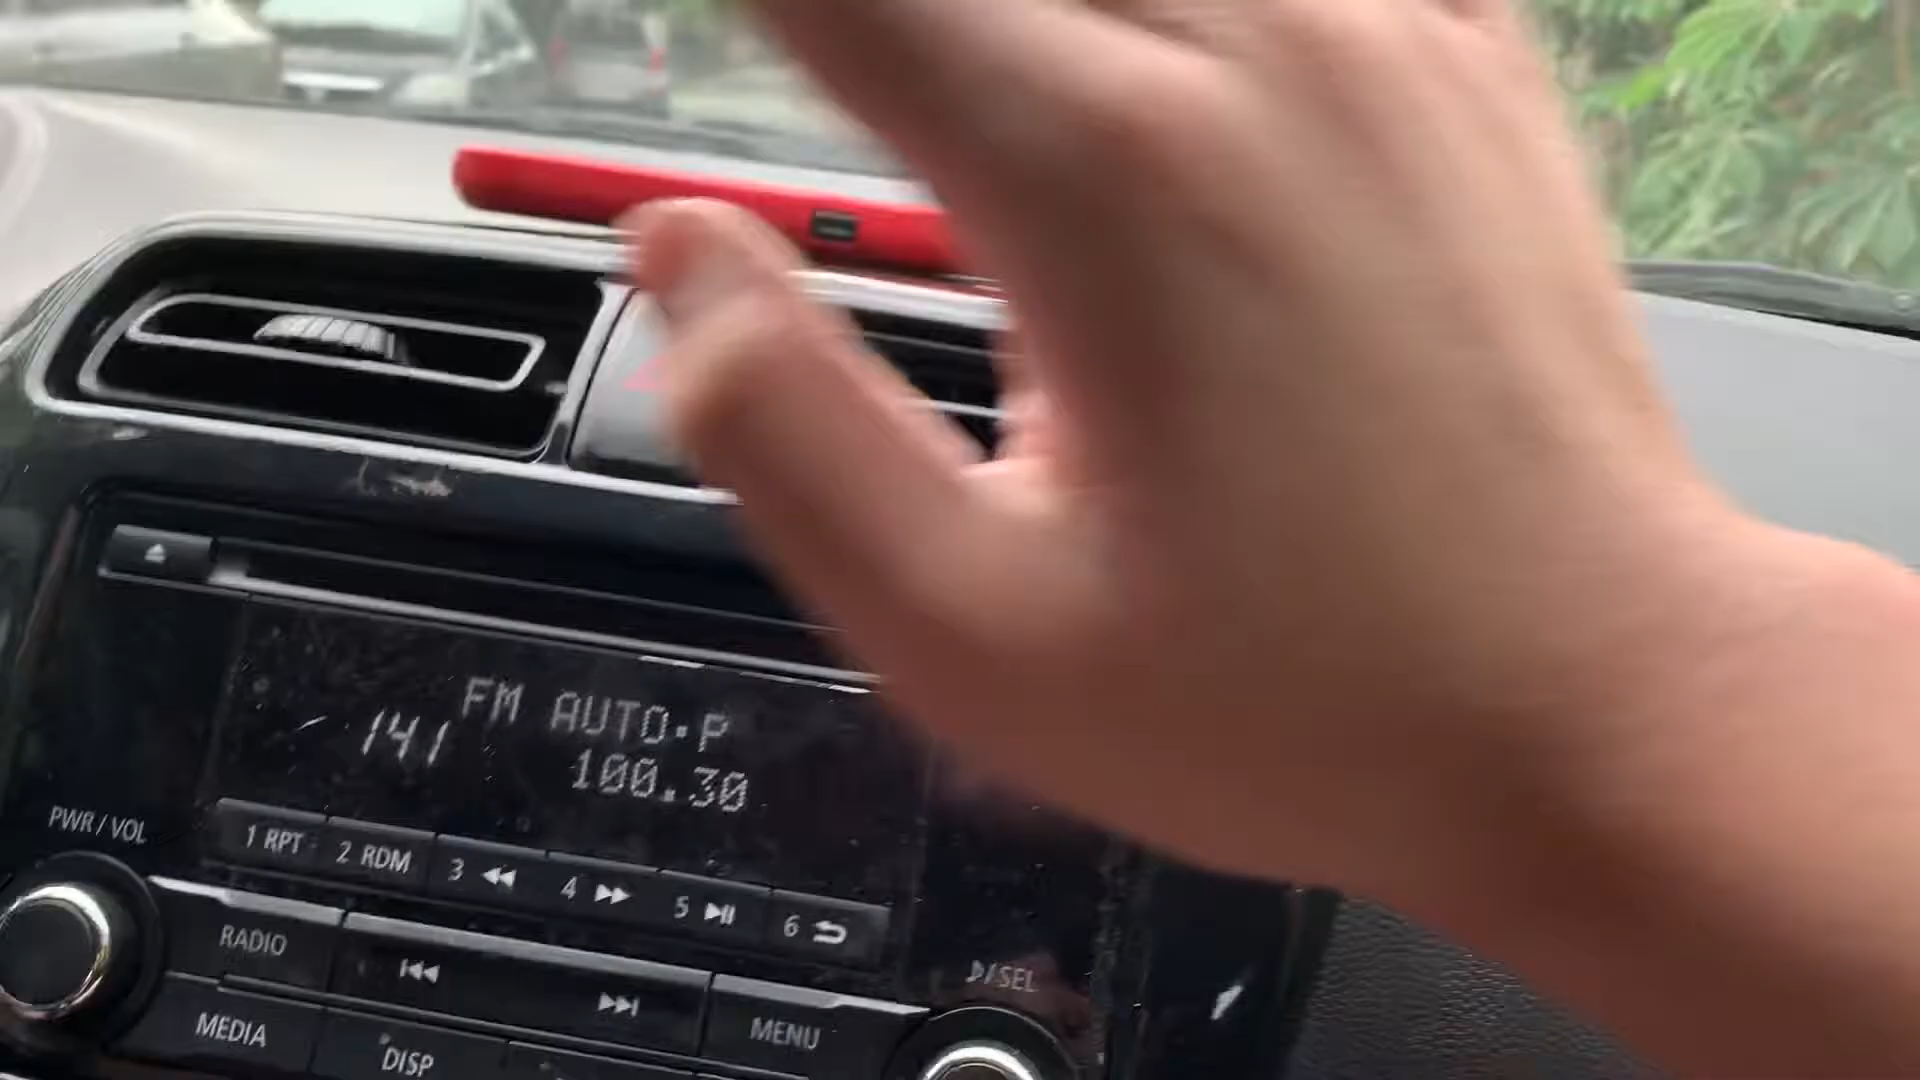 FM AUTO·P
141
100.30
PWR / VOL
1 RPT
2 RDM
3
4
5
6
RADIO
♪/SEL
MEDIA
MENU
DISP